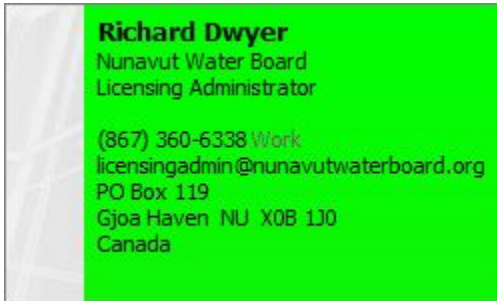 Richard Dwyer
Nunavut Water Board
Licensing Administrator
(867) 360-6338 Work
licensingadmin@nunavutwaterboard.org
PO Box 119
Gjoa Haven NU X0B 1J0
Canada